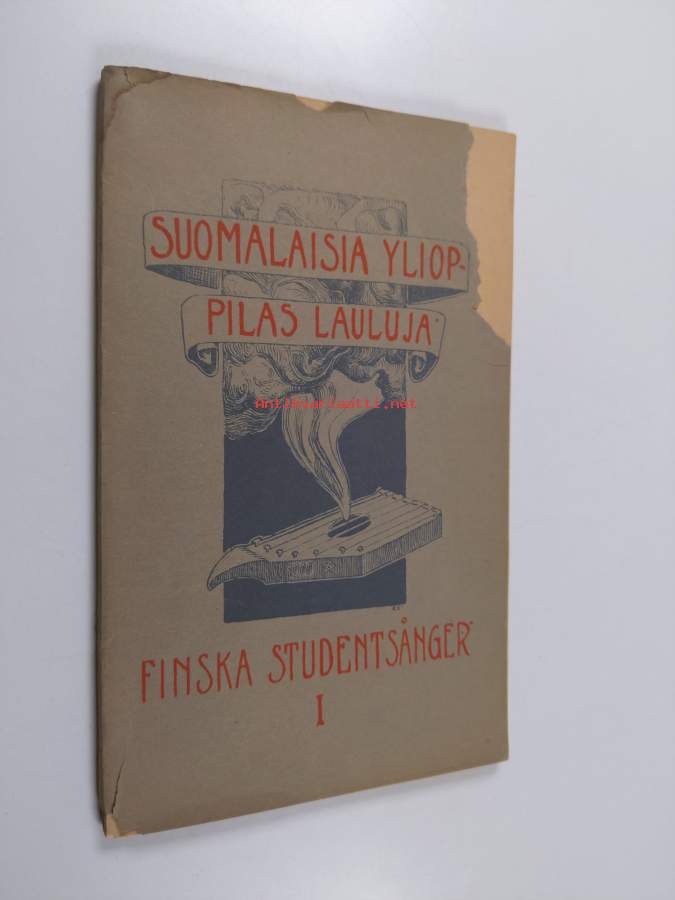 SUOMALAISIA YLIOP-
PILAS LAULUJA
Antikvariaatti.net
FINSKA STUDENTSÅNGER
I